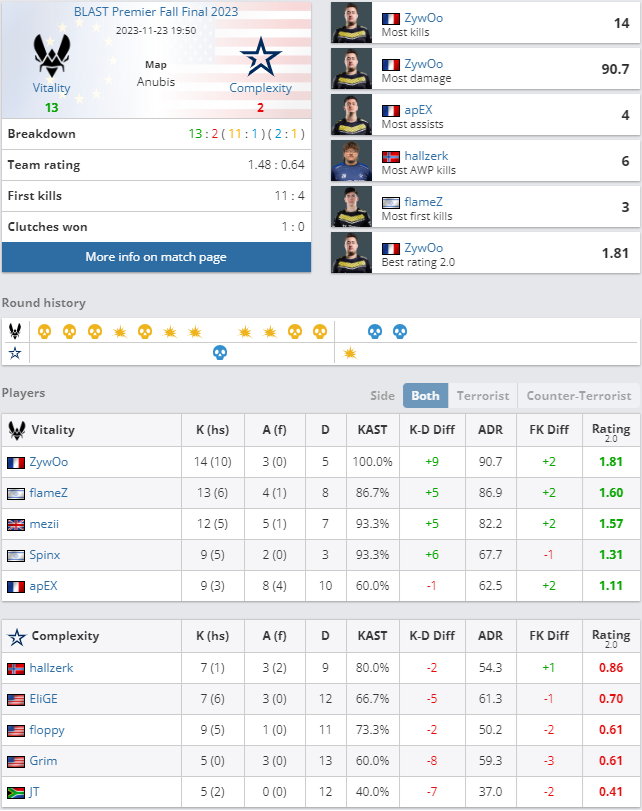 BLAST Premier Fall Final 2023
2023-11-23 19:50
Vitality
13
Map
Anubis
Complexity
2
Breakdown 13 : 2 ( 11 : 1 ) ( 2 : 1 )
Team rating 1.48 : 0.64
First kills 11 : 4
Clutches won 1 : 0
More info on match page
ZywOo 14
Most kills
ZywOo 90.7
Most damage
apEX 4
Most assists
hallzerk 6
Most AWP kills
flameZ 3
Most first kills
ZywOo 1.81
Best rating 2.0
Round history
Players Side Both Terrorist Counter-Terrorist
Vitality K (hs) A (f) D KAST K-D Diff ADR FK Diff Rating 2.0
ZywOo 14 (10) 3 (0) 5 100.0% +9 90.7 +2 1.81
flameZ 13 (6) 4 (1) 8 86.7% +5 86.9 +2 1.60
mezii 12 (5) 5 (1) 7 93.3% +5 82.2 +2 1.57
Spinx 9 (5) 2 (0) 3 93.3% +6 67.7 -1 1.31
apEX 9 (3) 8 (4) 10 60.0% -1 62.5 +2 1.11
Complexity K (hs) A (f) D KAST K-D Diff ADR FK Diff Rating 2.0
hallzerk 7 (1) 3 (2) 9 80.0% -2 54.3 +1 0.86
EliGE 7 (6) 3 (0) 12 66.7% -5 61.3 -1 0.70
floppy 9 (5) 1 (0) 11 73.3% -2 50.2 -2 0.61
Grim 5 (0) 3 (0) 13 60.0% -8 59.3 -3 0.61
JT 5 (2) 0 (0) 12 40.0% -7 37.0 -2 0.41